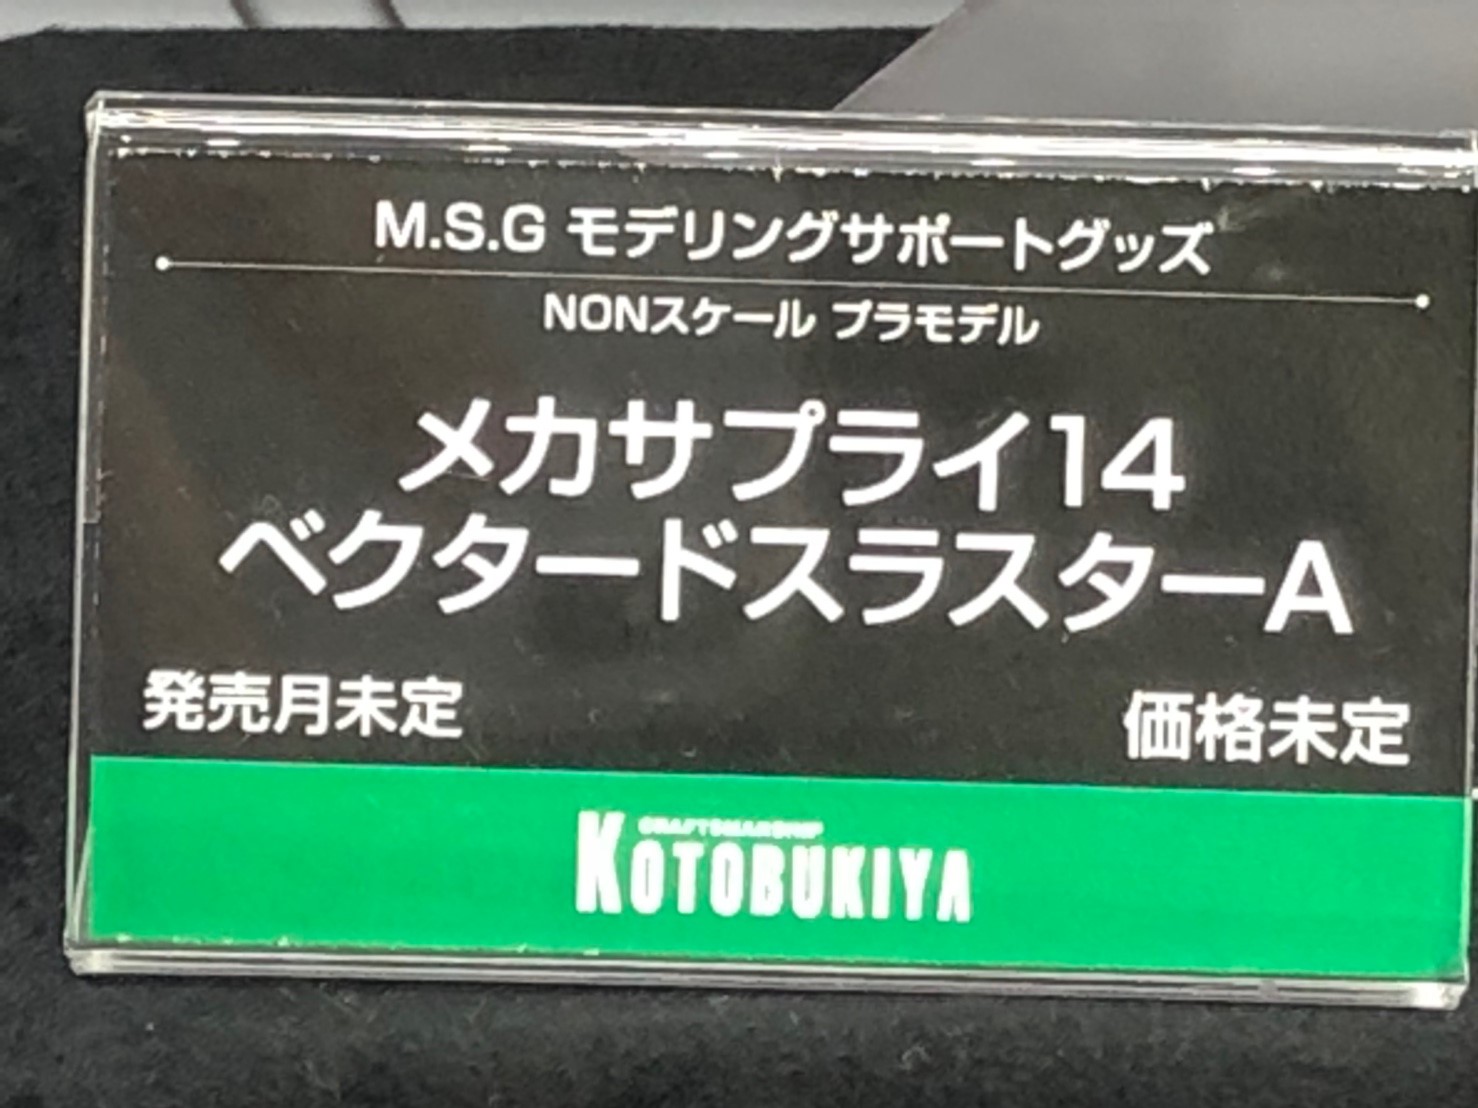 M.S.G モデリングサポートグッズ
NONスケール プラモデル
メカサプライ14
ベクタードスラスターA
発売月未定
価格未定
CRAFTSMANSHIP
KOTOBUKIYA